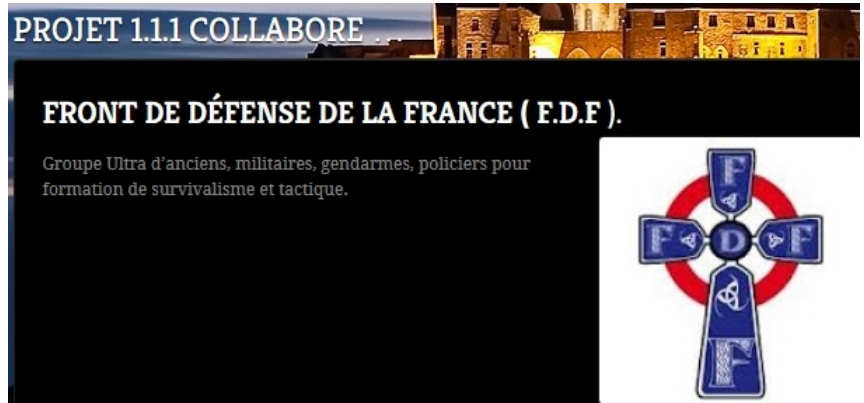 PROJET 1.1.1 COLLABORE ...
FRONT DE DÉFENSE DE LA FRANCE ( F.D.F ).
Groupe Ultra d’anciens, militaires, gendarmes, policiers pour
formation de survivalisme et tactique.
F
F D F
F